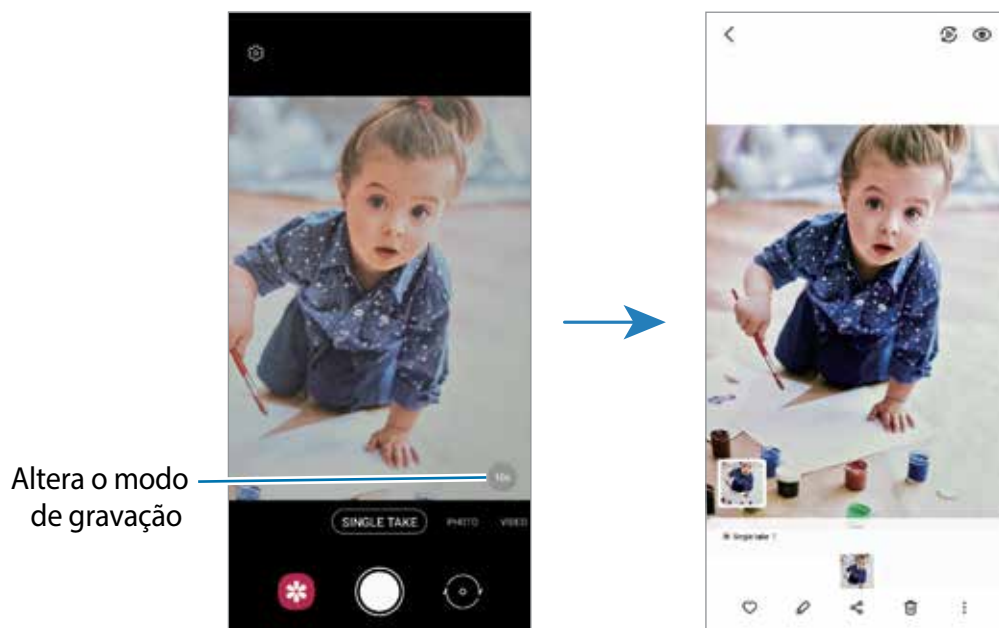 Altera o modo
de gravação
10s
SINGLE TAKE PHOTO VIDEO
Single take